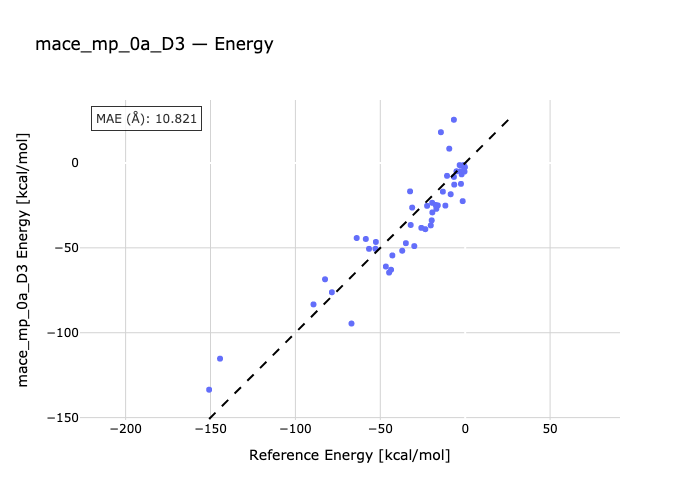 mace_mp_0a_D3 — Energy
MAE (Å): 10.821
mace_mp_0a_D3 Energy [kcal/mol]
0
−50
−100
−150
−200
−150
−100
−50
0
50
Reference Energy [kcal/mol]